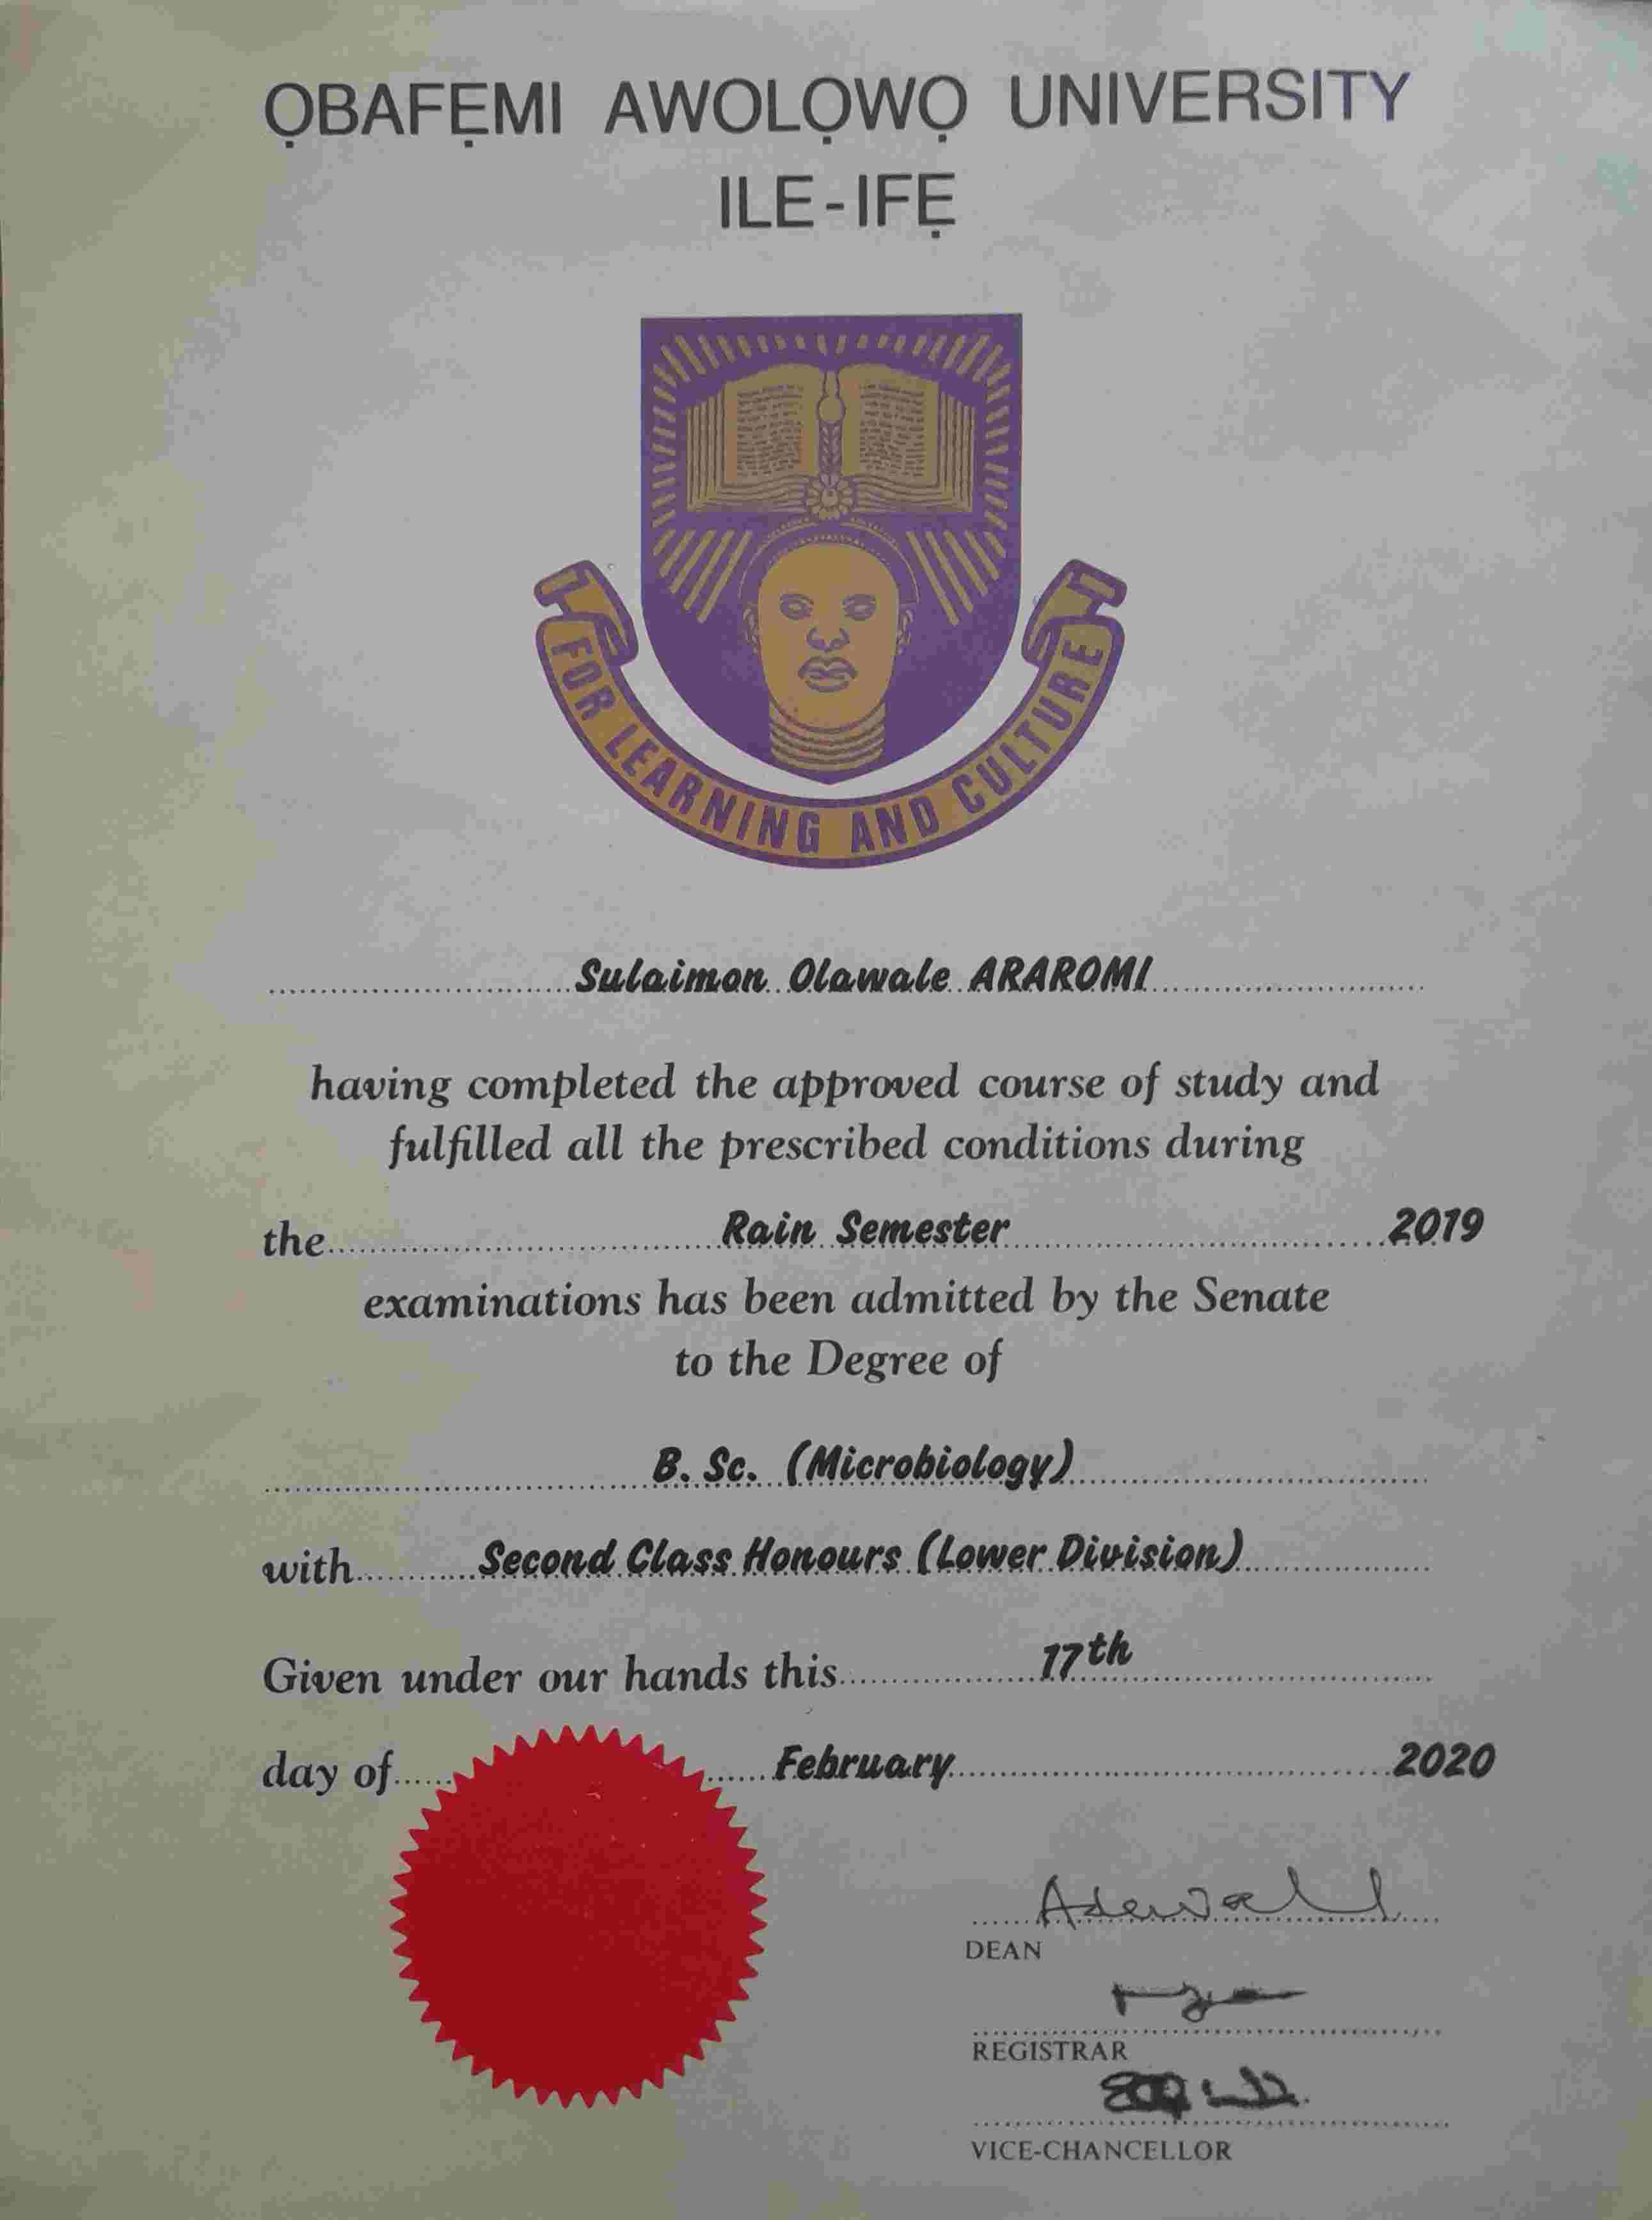 ỌBAFẸMI AWOLỌWỌ UNIVERSITY
ILE-IFẸ
FOR LEARNING AND CULTURE
Sulaimon Olawale ARAROMI
having completed the approved course of study and
fulfilled all the prescribed conditions during
the Rain Semester 2019
examinations has been admitted by the Senate
to the Degree of
B. Sc. (Microbiology)
with Second Class Honours (Lower Division)
Given under our hands this 17th
day of February 2020
DEAN
REGISTRAR
VICE-CHANCELLOR